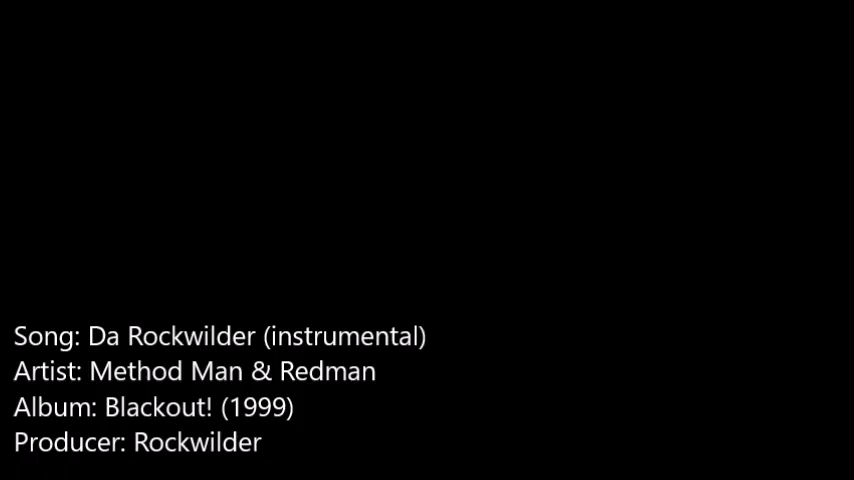 Song: Da Rockwilder (instrumental)
Artist: Method Man & Redman
Album: Blackout! (1999)
Producer: Rockwilder